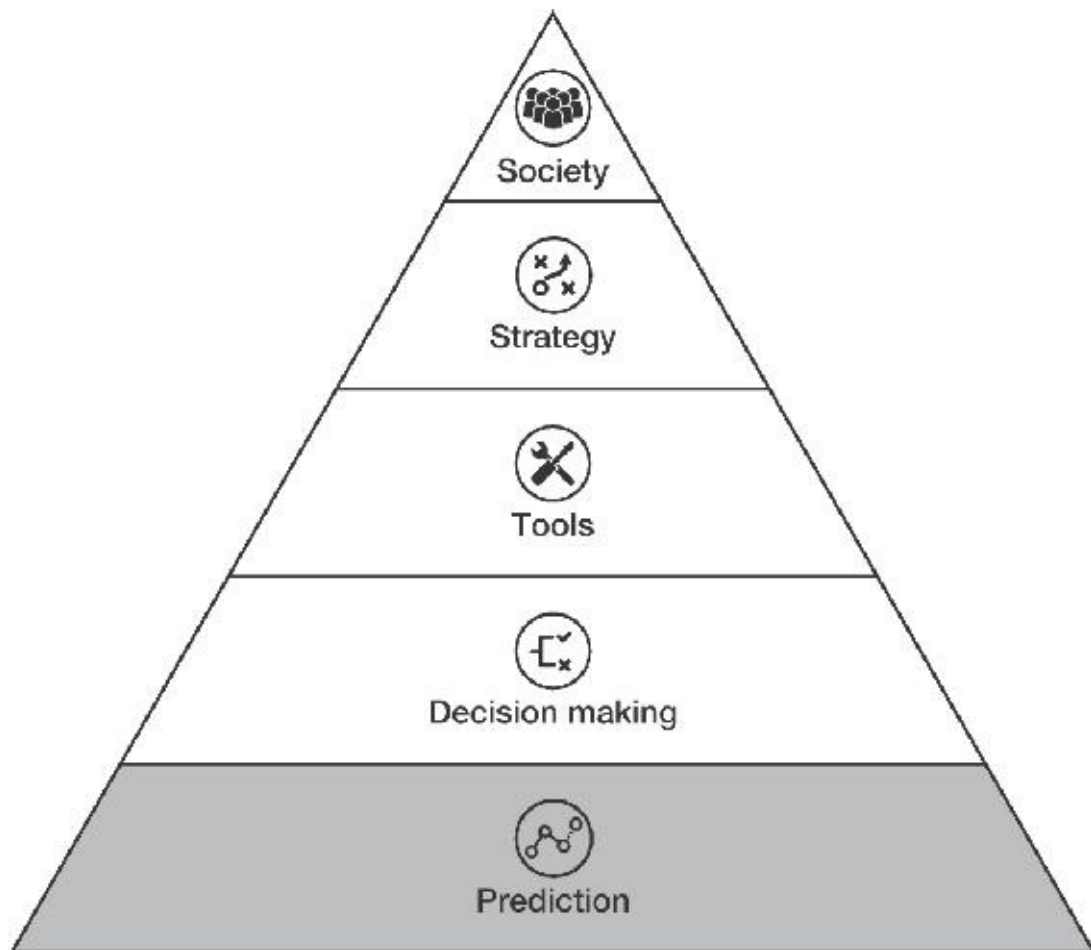 Society
Strategy
Tools
Decision making
Prediction